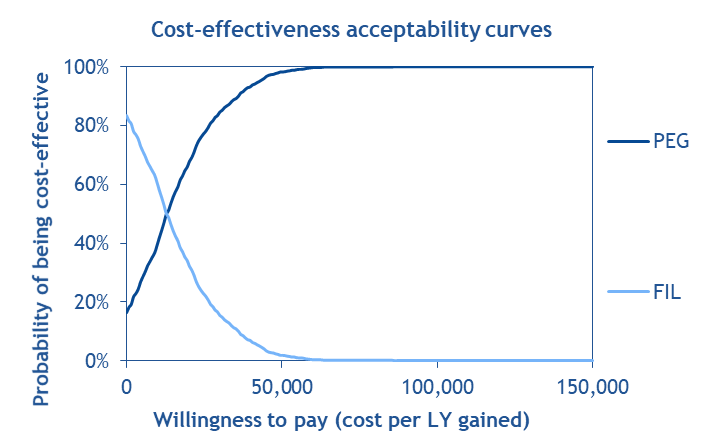 Cost-effectiveness acceptability curves
Probability of being cost-effective
100%
80%
60%
40%
20%
0%
0
50,000
100,000
150,000
Willingness to pay (cost per LY gained)
PEG
FIL